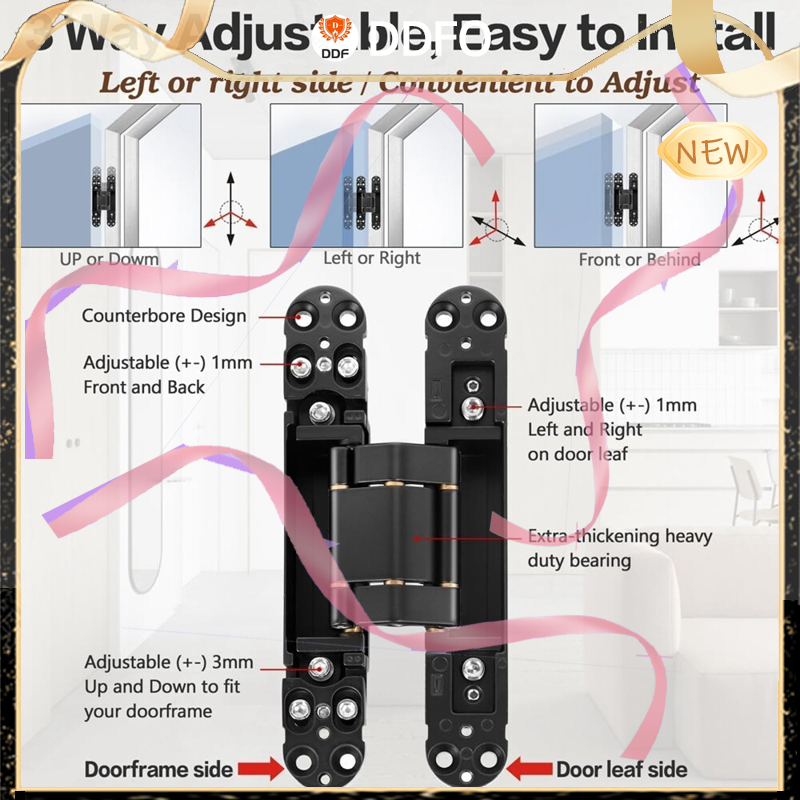 3 Way Adjustable, Easy to Install
DDF
DDFO
Left or right side / Convienient to Adjust
NEW
UP or Dowm
Left or Right
Front or Behind
Counterbore Design
Adjustable (+-) 1mm
Front and Back
Adjustable (+-) 1mm
Left and Right
on door leaf
Extra-thickening heavy
duty bearing
Adjustable (+-) 3mm
Up and Down to fit
your doorframe
Doorframe side
Door leaf side